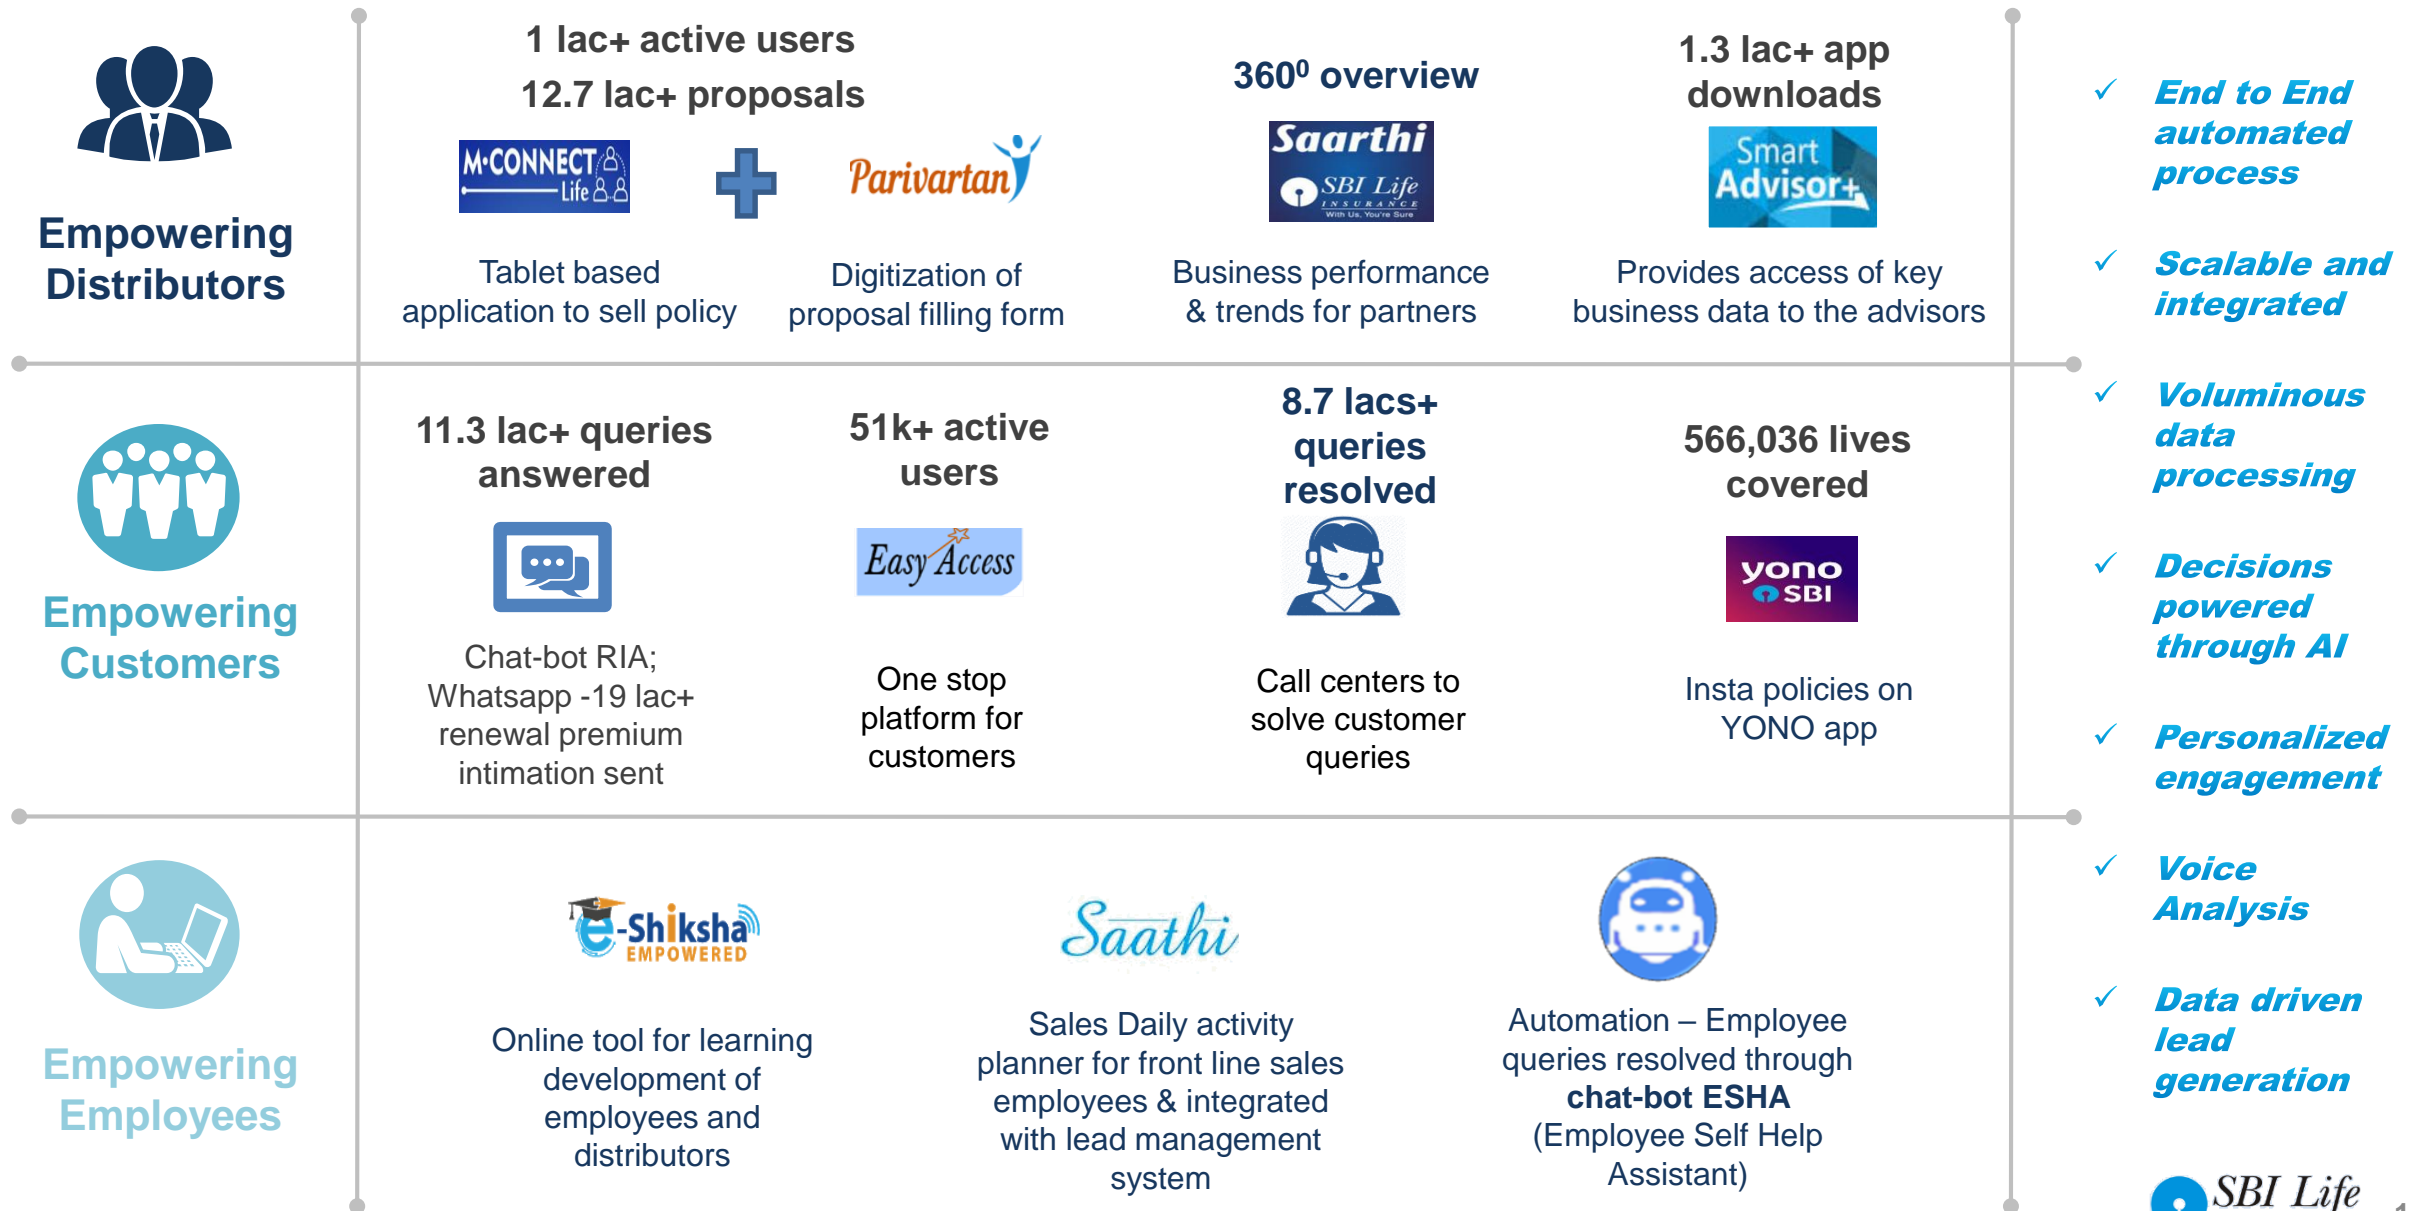 Empowering
Distributors
1 lac+ active users
12.7 lac+ proposals
M-CONNECT
Life
Parivartan
Tablet based
application to sell policy
Digitization of
proposal filling form
360⁰ overview
Saarthi
SBI Life
INSURANCE
With Us, You're Sure
Business performance
& trends for partners
1.3 lac+ app
downloads
Smart
Advisor+
Provides access of key
business data to the advisors
Empowering
Customers
11.3 lac+ queries
answered
Chat-bot RIA;
Whatsapp -19 lac+
renewal premium
intimation sent
51k+ active
users
Easy Access
One stop
platform for
customers
8.7 lacs+
queries
resolved
Call centers to
solve customer
queries
566,036 lives
covered
yono
SBI
Insta policies on
YONO app
Empowering
Employees
e-Shiksha
EMPOWERED
Online tool for learning
development of
employees and
distributors
Saathi
Sales Daily activity
planner for front line sales
employees & integrated
with lead management
system
Automation – Employee
queries resolved through
chat-bot ESHA
(Employee Self Help
Assistant)
✓ End to End
automated
process
✓ Scalable and
integrated
✓ Voluminous
data
processing
✓ Decisions
powered
through AI
✓ Personalized
engagement
✓ Voice
Analysis
✓ Data driven
lead
generation
SBI Life